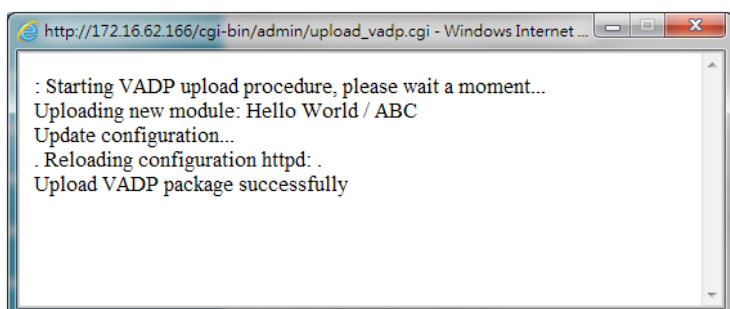 http://172.16.62.166/cgi-bin/admin/upload_vadp.cgi - Windows Internet ...
: Starting VADP upload procedure, please wait a moment...
Uploading new module: Hello World / ABC
Update configuration...
. Reloading configuration httpd: .
Upload VADP package successfully